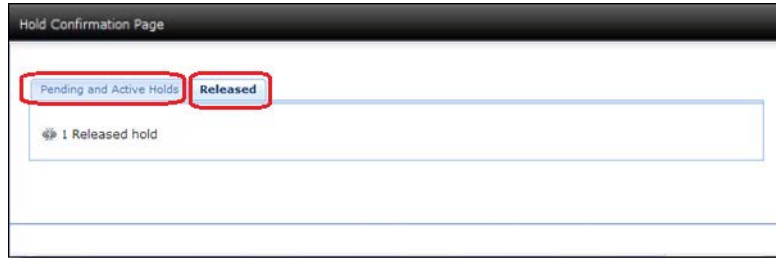 Hold Confirmation Page
Pending and Active Holds Released
1 Released hold